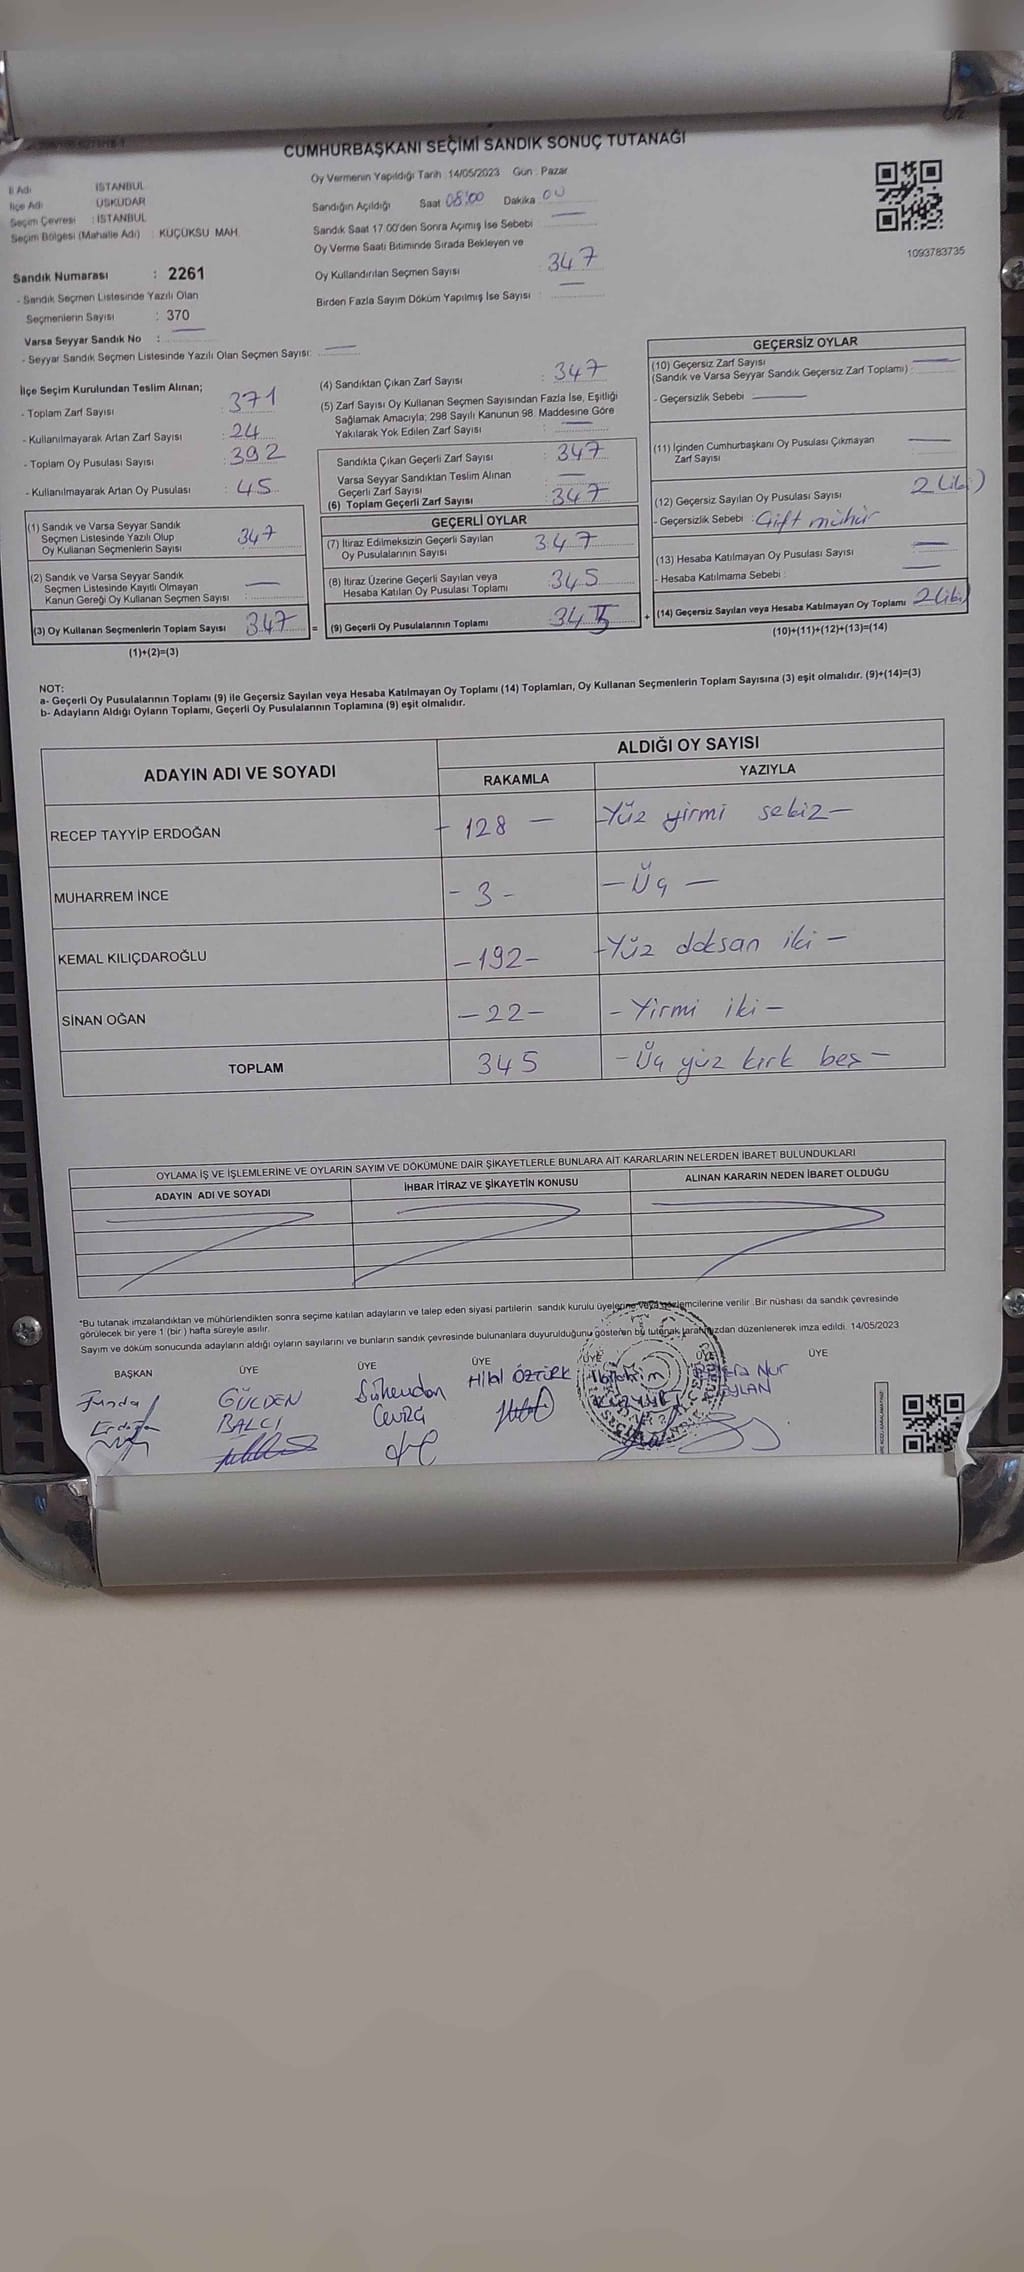 CUMHURBAŞKANI SEÇİMİ SANDIK SONUÇ TUTANAĞI
İl Adı İSTANBUL
İlçe Adı ÜSKÜDAR
Seçim Çevresi : İSTANBUL
Seçim Bölgesi (Mahalle Adı) : KÜÇÜKSU MAH.
Oy Vermenin Yapıldığı Tarih : 14/05/2023 Gün : Pazar
Sandığın Açıldığı Saat 08:00 Dakika 00
Sandık Saat 17.00'den Sonra Açımış İse Sebebi —
Oy Verme Saati Bitiminde Sırada Bekleyen ve
Oy Kullandırılan Seçmen Sayısı 347
Birden Fazla Sayım Döküm Yapılmış İse Sayısı : —
1093783735
Sandık Numarası : 2261
- Sandık Seçmen Listesinde Yazılı Olan
Seçmenlerin Sayısı : 370
Varsa Seyyar Sandık No : —
- Seyyar Sandık Seçmen Listesinde Yazılı Olan Seçmen Sayısı: —
İlçe Seçim Kurulundan Teslim Alınan;
- Toplam Zarf Sayısı : 371
- Kullanılmayarak Artan Zarf Sayısı : 24
- Toplam Oy Pusulası Sayısı : 392
- Kullanılmayarak Artan Oy Pusulası : 45
(1) Sandık ve Varsa Seyyar Sandık
Seçmen Listesinde Yazılı Olup
Oy Kullanan Seçmenlerin Sayısı : 347
(2) Sandık ve Varsa Seyyar Sandık
Seçmen Listesinde Kayıtlı Olmayan
Kanun Gereği Oy Kullanan Seçmen Sayısı : —
(3) Oy Kullanan Seçmenlerin Toplam Sayısı 347
(1)+(2)=(3)
(4) Sandıktan Çıkan Zarf Sayısı : 347
(5) Zarf Sayısı Oy Kullanan Seçmen Sayısından Fazla İse, Eşitliği
Sağlamak Amacıyla; 298 Sayılı Kanunun 98. Maddesine Göre
Yakılarak Yok Edilen Zarf Sayısı : —
Sandıkta Çıkan Geçerli Zarf Sayısı : 347
Varsa Seyyar Sandıktan Teslim Alınan
Geçerli Zarf Sayısı : —
(6) Toplam Geçerli Zarf Sayısı : 347
GEÇERLİ OYLAR
(7) İtiraz Edilmeksizin Geçerli Sayılan
Oy Pusulalarının Sayısı : 347
(8) İtiraz Üzerine Geçerli Sayılan veya
Hesaba Katılan Oy Pusulası Toplamı : 345
= (9) Geçerli Oy Pusulalarının Toplamı : 345
GEÇERSİZ OYLAR
(10) Geçersiz Zarf Sayısı
(Sandık ve Varsa Seyyar Sandık Geçersiz Zarf Toplamı) : —
- Geçersizlik Sebebi : —
(11) İçinden Cumhurbaşkanı Oy Pusulası Çıkmayan
Zarf Sayısı —
(12) Geçersiz Sayılan Oy Pusulası Sayısı 2 (iki)
- Geçersizlik Sebebi : Çift mühür
(13) Hesaba Katılmayan Oy Pusulası Sayısı —
- Hesaba Katılmama Sebebi : —
+ (14) Geçersiz Sayılan veya Hesaba Katılmayan Oy Toplamı 2 (iki)
(10)+(11)+(12)+(13)=(14)
NOT:
a- Geçerli Oy Pusulalarının Toplamı (9) ile Geçersiz Sayılan veya Hesaba Katılmayan Oy Toplamı (14) Toplamları, Oy Kullanan Seçmenlerin Toplam Sayısına (3) eşit olmalıdır. (9)+(14)=(3)
b- Adayların Aldığı Oyların Toplamı, Geçerli Oy Pusulalarının Toplamına (9) eşit olmalıdır.
ADAYIN ADI VE SOYADI ALDIĞI OY SAYISI
RAKAMLA YAZIYLA
RECEP TAYYİP ERDOĞAN - 128 - -Yüz yirmi sekiz-
MUHARREM İNCE - 3 - - Üç -
KEMAL KILIÇDAROĞLU -192- -Yüz doksan iki -
SİNAN OĞAN -22- - Yirmi iki -
TOPLAM 345 - Üç yüz kırk beş -
OYLAMA İŞ VE İŞLEMLERİNE VE OYLARIN SAYIM VE DÖKÜMÜNE DAİR ŞİKAYETLERLE BUNLARA AİT KARARLARIN NELERDEN İBARET BULUNDUKLARI
ADAYIN ADI VE SOYADI İHBAR İTİRAZ VE ŞİKAYETİN KONUSU ALINAN KARARIN NEDEN İBARET OLDUĞU
*Bu tutanak imzalandıktan ve mühürlendikten sonra seçime katılan adayların ve talep eden siyasi partilerin sandık kurulu üyelerine veya gözlemcilerine verilir .Bir nüshası da sandık çevresinde
görülecek bir yere 1 (bir ) hafta süreyle asılır.
Sayım ve döküm sonucunda adayların aldığı oyların sayılarını ve bunların sandık çevresinde bulunanlara duyurulduğunu gösteren bu tutanak tarafımızdan düzenlenerek imza edildi. 14/05/2023
BAŞKAN ÜYE ÜYE ÜYE ÜYE ÜYE ÜYE
Funda GÜLDEN Hilal ÖZTÜRK İbrahim Nur
Erdoğan BALCI